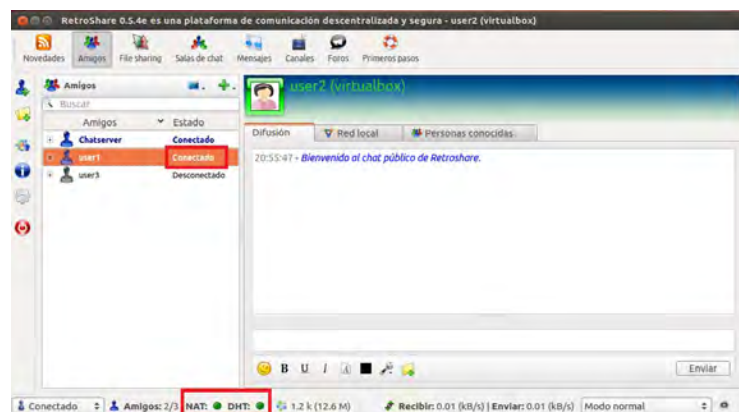 RetroShare 0.5.4e es una plataforma de comunicación descentralizada y segura - user2 (virtualbox)
Novedades Amigos File sharing Salas de chat Mensajes Canales Foros Primeros pasos
Amigos
Buscar
Amigos Estado
Chatserver Conectado
user1 Conectado
user3 Desconectado
user2 (virtualbox)
Difusión Red local Personas conocidas
20:55:47 - Bienvenido al chat público de Retroshare.
B U I A
Enviar
Conectado Amigos: 2/3 NAT: DHT: 1.2 k (12.6 M) Recibir: 0.01 (kB/s) | Enviar: 0.01 (kB/s) Modo normal